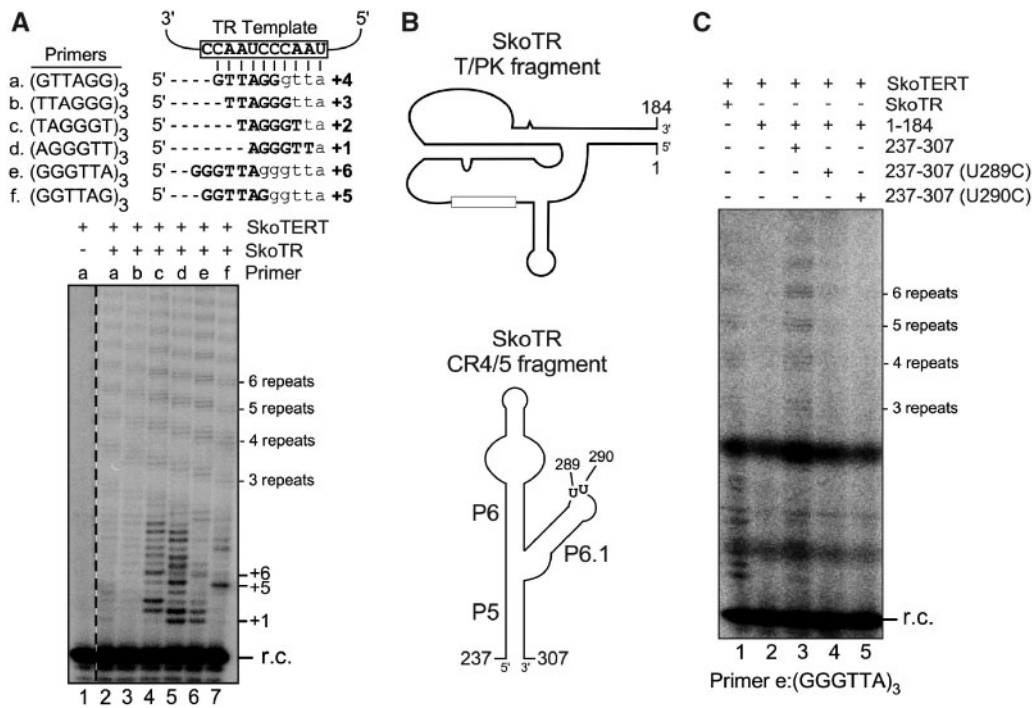 A
3'
TR Template
5'
CCAAUCCCAAU
Primers
a. (GTTAGG)3 5' ----- GTTAGGgtta +4
b. (TTAGGG)3 5' ------ TTAGGGtta +3
c. (TAGGGT)3 5' ------- TAGGGTta +2
d. (AGGGTT)3 5' -------- AGGGTTa +1
e. (GGGTTA)3 5' --- GGGTTAgggtta +6
f. (GGTTAG)3 5' ---- GGTTAGggtta +5
+ + + + + + + SkoTERT
- + + + + + + SkoTR
a a b c d e f Primer
6 repeats
5 repeats
4 repeats
3 repeats
+6
+5
+1
r.c.
1 2 3 4 5 6 7
B
SkoTR
T/PK fragment
184
3'
5'
1
SkoTR
CR4/5 fragment
289 290
U U
P6
P6.1
P5
237 5' 3' 307
C
+ + + + + SkoTERT
+ - - - - SkoTR
- + + + + 1-184
- - + - - 237-307
- - - + - 237-307 (U289C)
- - - - + 237-307 (U290C)
6 repeats
5 repeats
4 repeats
3 repeats
r.c.
1 2 3 4 5
Primer e:(GGGTTA)3